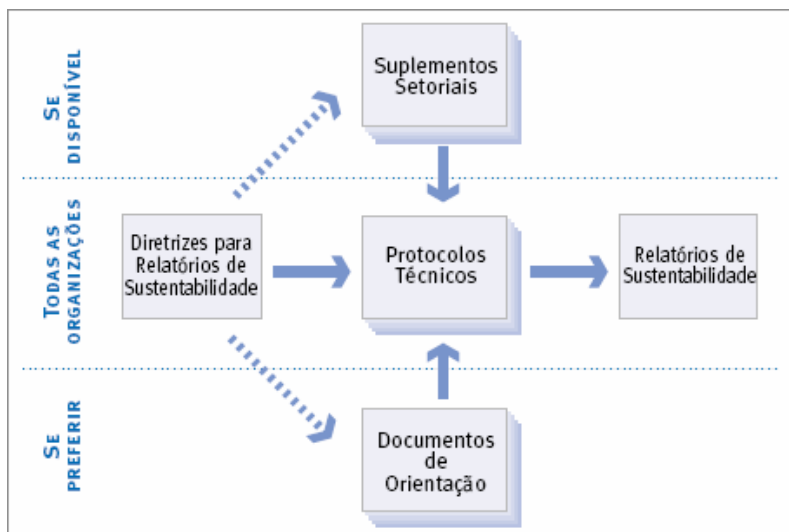 SE
DISPONÍVEL
Suplementos
Setoriais
TODAS AS
ORGANIZAÇÕES
Diretrizes para
Relatórios de
Sustentabilidade
Protocolos
Técnicos
Relatórios de
Sustentabilidade
SE
PREFERIR
Documentos
de
Orientação